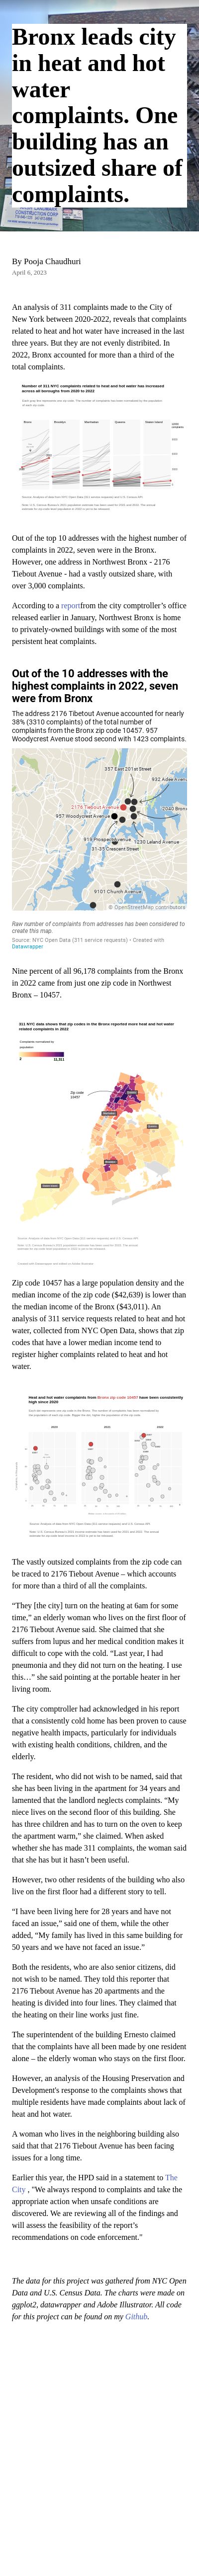 Bronx leads city
in heat and hot
water
complaints. One
building has an
outsized share of
complaints.
CONSTRUCTION CORP
By Pooja Chaudhuri
April 6, 2023
An analysis of 311 complaints made to the City of
New York between 2020-2022, reveals that complaints
related to heat and hot water have increased in the last
three years. But they are not evenly distribited. In
2022, Bronx accounted for more than a third of the
total complaints.
Number of 311 NYC complaints related to heat and hot water has increased
across all boroughs from 2020 to 2022
Each grey line represents one zip code. The number of complaints has been normalized by the population
of each zip code.
Bronx
Brooklyn
Manhattan
Queens
Staten Island
Out of the top 10 addresses with the highest number of
complaints in 2022, seven were in the Bronx.
However, one address in Northwest Bronx - 2176
Tiebout Avenue - had a vastly outsized share, with
over 3,000 complaints.
According to a reportfrom the city comptroller's office
released earlier in January, Northwest Bronx is home
to privately-owned buildings with some of the most
persistent heat complaints.
Out of the 10 addresses with the
highest complaints in 2022, seven
were from Bronx
The address 2176 Tibetout Avenue accounted for nearly
38% (3310 complaints) of the total number of
complaints from the Bronx zip code 10457. 957
Woodycrest Avenue stood second with 1423 complaints.
357 East 201st Street
932 Aldee Aven
2176 Tiebout Avenue
2040 Bronx
957 Woodycrest Avenue
819 Prospect Avenue
1030 Leland Avenue
31-35 Crescent Street
9101 Church Avenue
© OpenStreetMap contributors
Raw number of complaints from addresses has been considered to
create this map.
Source: NYC Open Data (311 service requests) • Created with
Datawrapper
Nine percent of all 96,178 complaints from the Bronx
in 2022 came from just one zip code in Northwest
Bronx – 10457.
311 NYC data shows that zip codes in the Bronx reported more heat and hot water
related complaints in 2022
Complaints normalized by
population
Zip code
10457
Zip code 10457 has a large population density and the
median income of the zip code ($42,639) is lower than
the median income of the Bronx ($43,011). An
analysis of 311 service requests related to heat and hot
water, collected from NYC Open Data, shows that zip
codes that have a lower median income tend to
register higher complaints related to heat and hot
water.
Heat and hot water complaints from Bronx zip code 10457 have been consistently
high since 2020
2020
2021
2022
The vastly outsized complaints from the zip code can
be traced to 2176 Tiebout Avenue – which accounts
for more than a third of all the complaints.
"They [the city] turn on the heating at 6am for some
time," an elderly woman who lives on the first floor of
2176 Tiebout Avenue said. She claimed that she
suffers from lupus and her medical condition makes it
difficult to cope with the cold. "Last year, I had
pneumonia and they did not turn on the heating. I use
this…" she said pointing at the portable heater in her
living room.
The city comptroller had acknowledged in his report
that a consistently cold home has been proven to cause
negative health impacts, particularly for individuals
with existing health conditions, children, and the
elderly.
The resident, who did not wish to be named, said that
she has been living in the apartment for 34 years and
lamented that the landlord neglects complaints. "My
niece lives on the second floor of this building. She
has three children and has to turn on the oven to keep
the apartment warm," she claimed. When asked
whether she has made 311 complaints, the woman said
that she has but it hasn't been useful.
However, two other residents of the building who also
live on the first floor had a different story to tell.
"I have been living here for 28 years and have not
faced an issue," said one of them, while the other
added, "My family has lived in this same building for
50 years and we have not faced an issue."
Both the residents, who are also senior citizens, did
not wish to be named. They told this reporter that
2176 Tiebout Avenue has 20 apartments and the
heating is divided into four lines. They claimed that
the heating on their line works just fine.
The superintendent of the building Ernesto claimed
that the complaints have all been made by one resident
alone – the elderly woman who stays on the first floor.
However, an analysis of the Housing Preservation and
Development's response to the complaints shows that
multiple residents have made complaints about lack of
heat and hot water.
A woman who lives in the neighboring building also
said that that 2176 Tiebout Avenue has been facing
issues for a long time.
Earlier this year, the HPD said in a statement to The
City , "We always respond to complaints and take the
appropriate action when unsafe conditions are
discovered. We are reviewing all of the findings and
will assess the feasibility of the report's
recommendations on code enforcement."
The data for this project was gathered from NYC Open
Data and U.S. Census Data. The charts were made on
ggplot2, datawrapper and Adobe Illustrator. All code
for this project can be found on my Github.